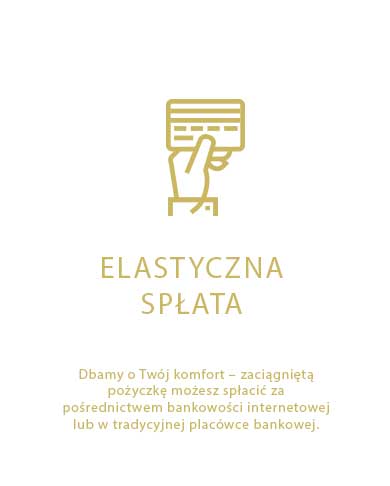 ELASTYCZNA
SPŁATA
Dbamy o Twój komfort – zaciągniętą
pożyczkę możesz spłacić za
pośrednictwem bankowości internetowej
lub w tradycyjnej placówce bankowej.